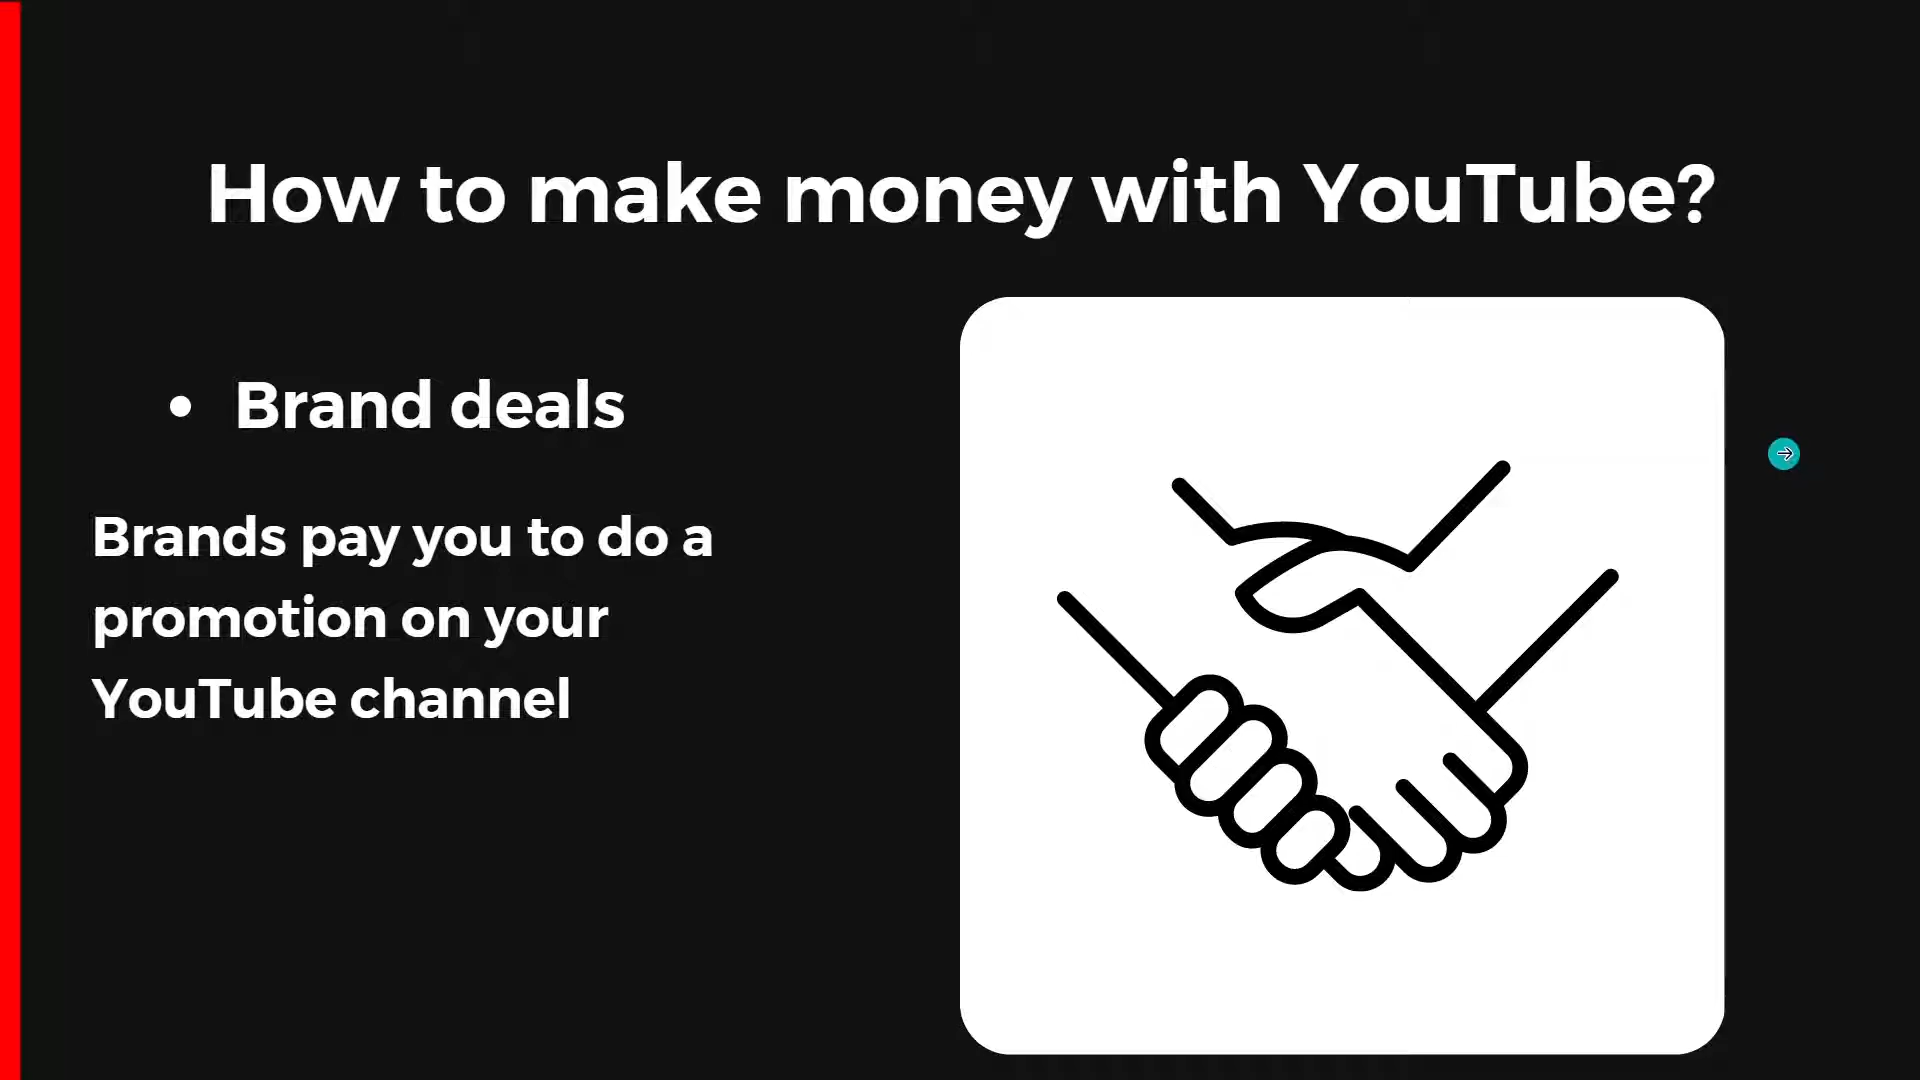 How to make money with YouTube?
• Brand deals
Brands pay you to do a
promotion on your
YouTube channel